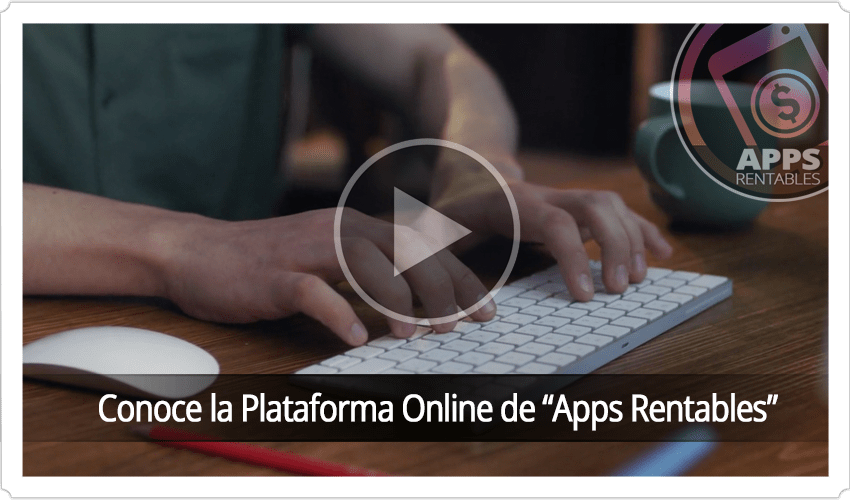 $
APPS
RENTABLES
Conoce la Plataforma Online de “Apps Rentables”